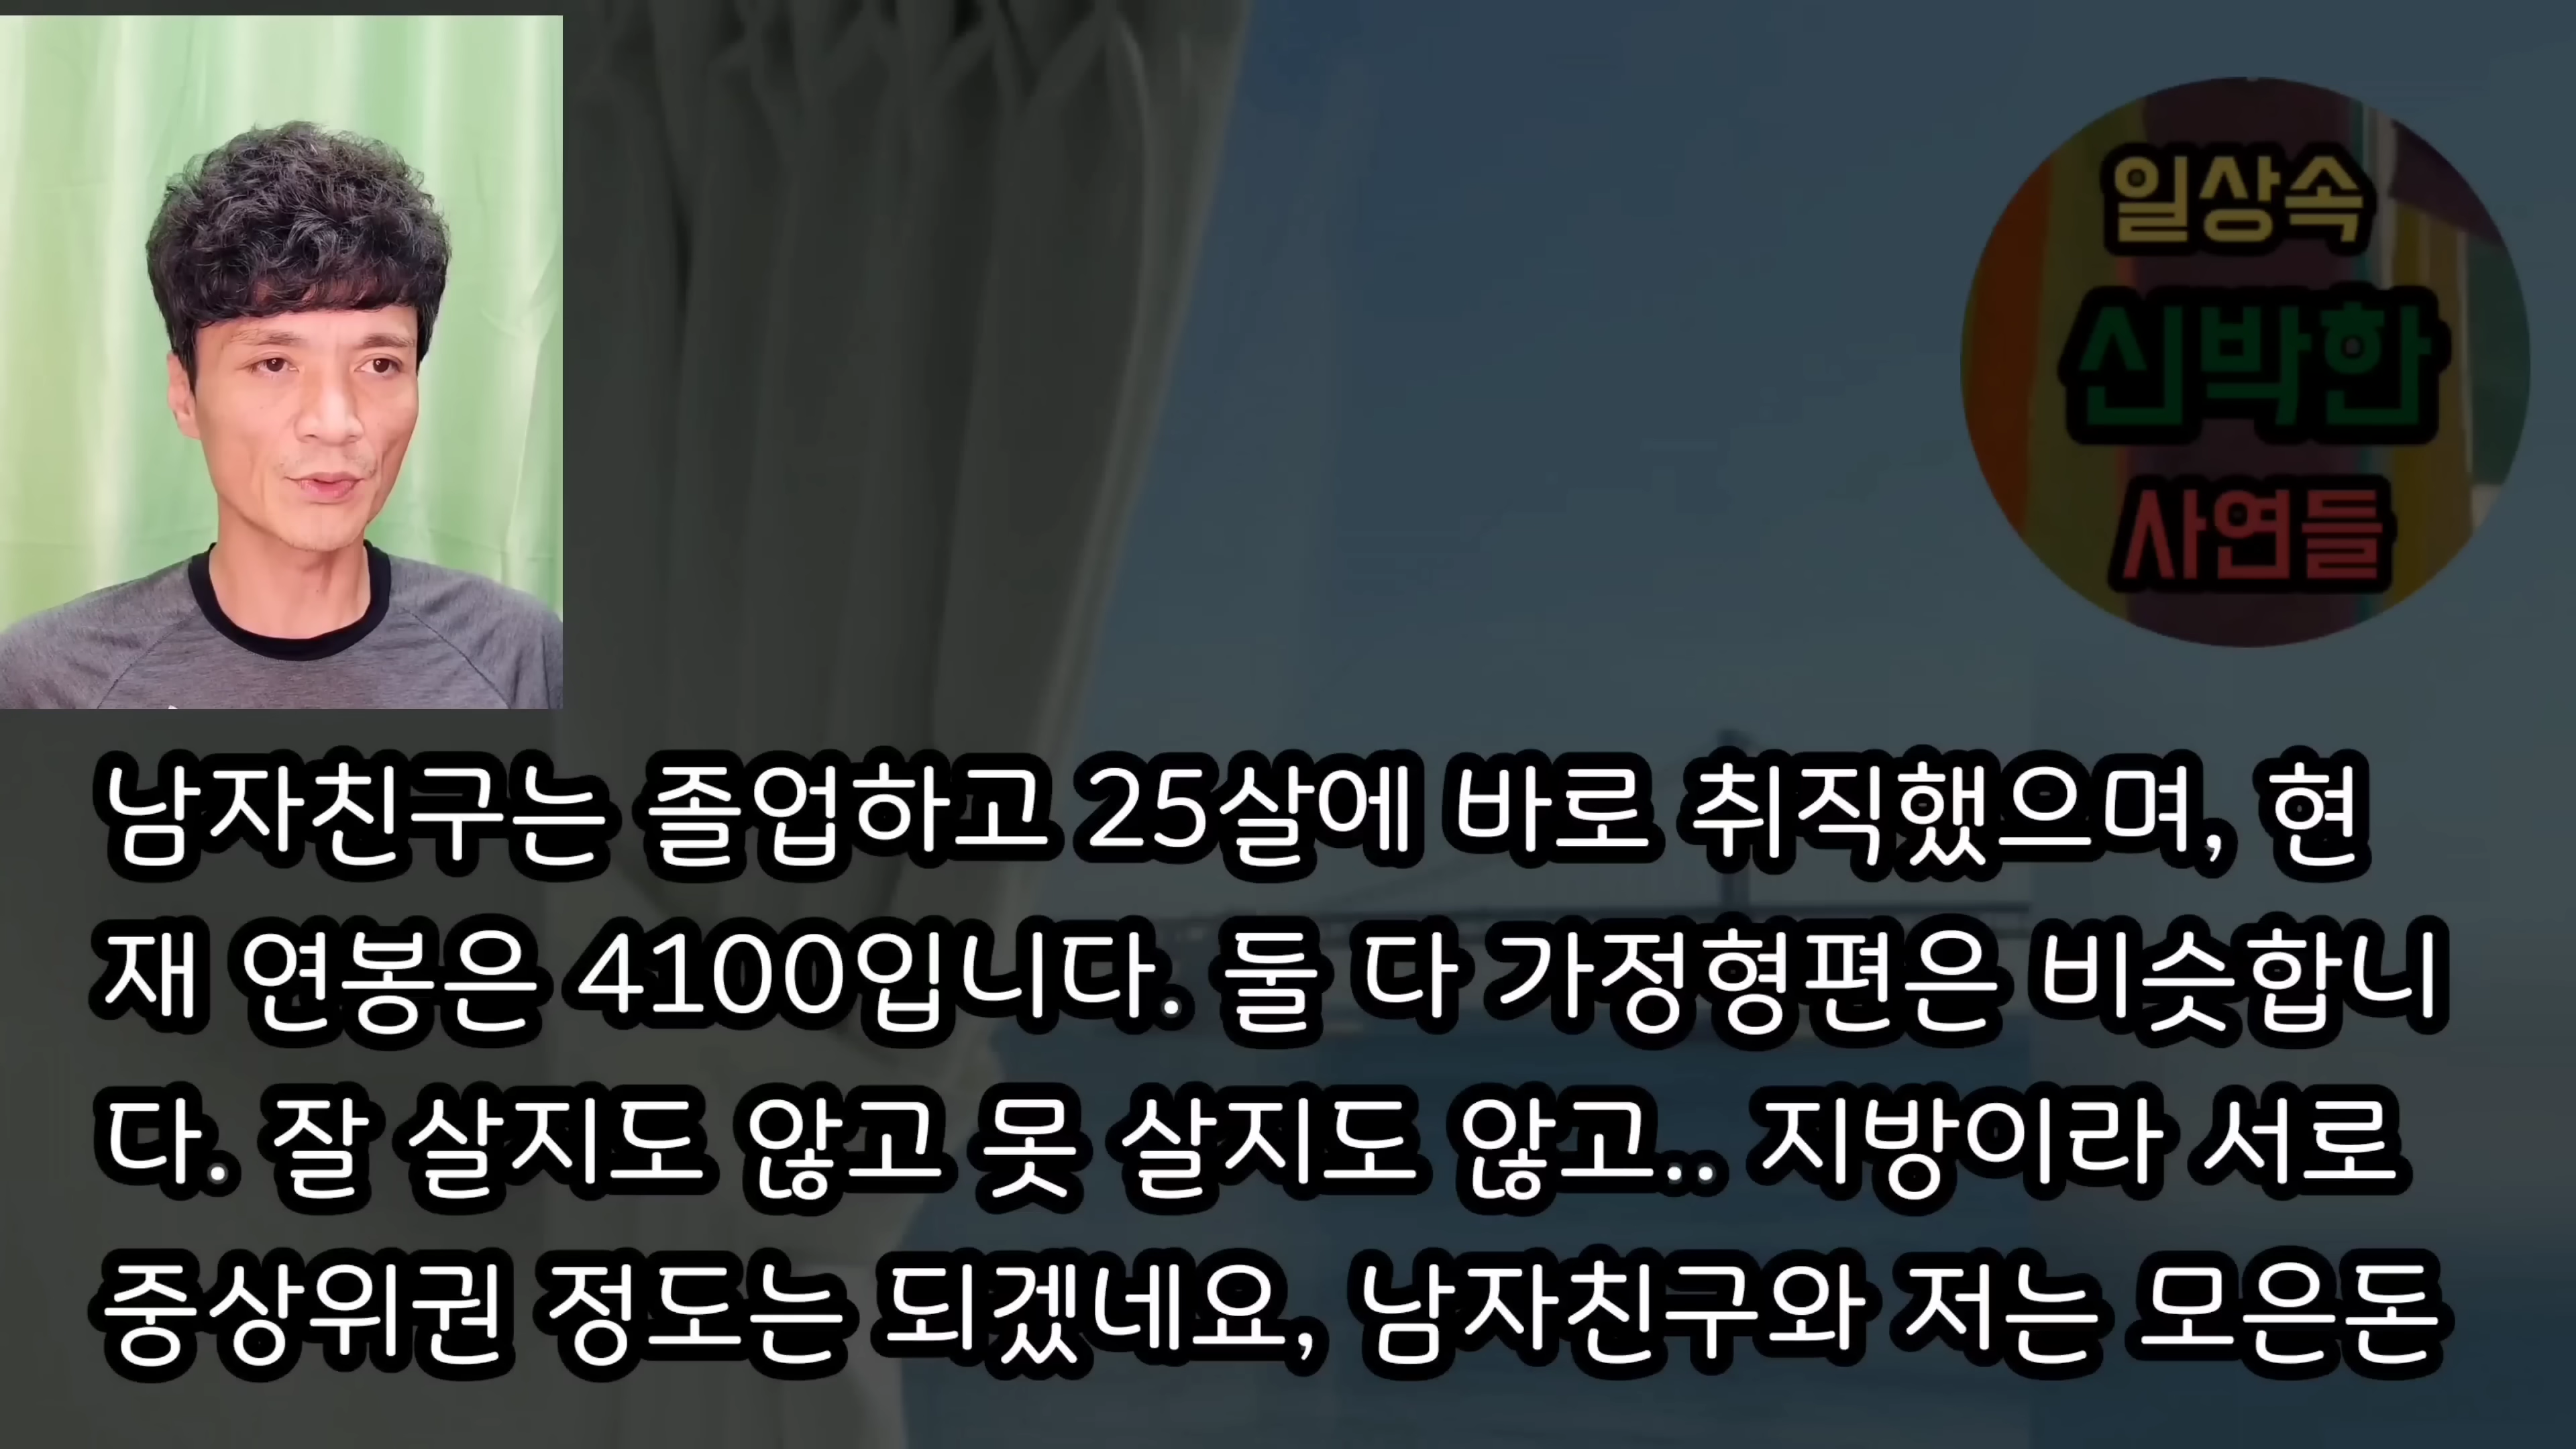 일상속
신박한
사연들
남자친구는 졸업하고 25살에 바로 취직했으며, 현
재 연봉은 4100입니다. 둘 다 가정형편은 비슷합니
다. 잘 살지도 않고 못 살지도 않고.. 지방이라 서로
중상위권 정도는 되겠네요, 남자친구와 저는 모은돈